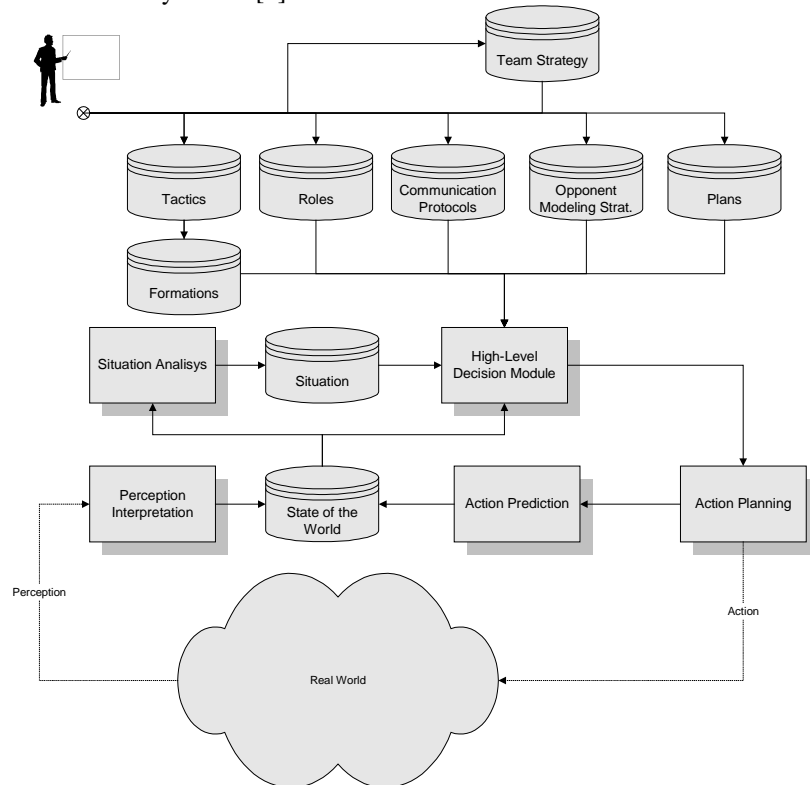 Team Strategy
Tactics
Roles
Communication
Protocols
Opponent
Modeling Strat.
Plans
Formations
Situation Analisys
Situation
High-Level
Decision Module
Perception
Interpretation
State of the
World
Action Prediction
Action Planning
Perception
Action
Real World